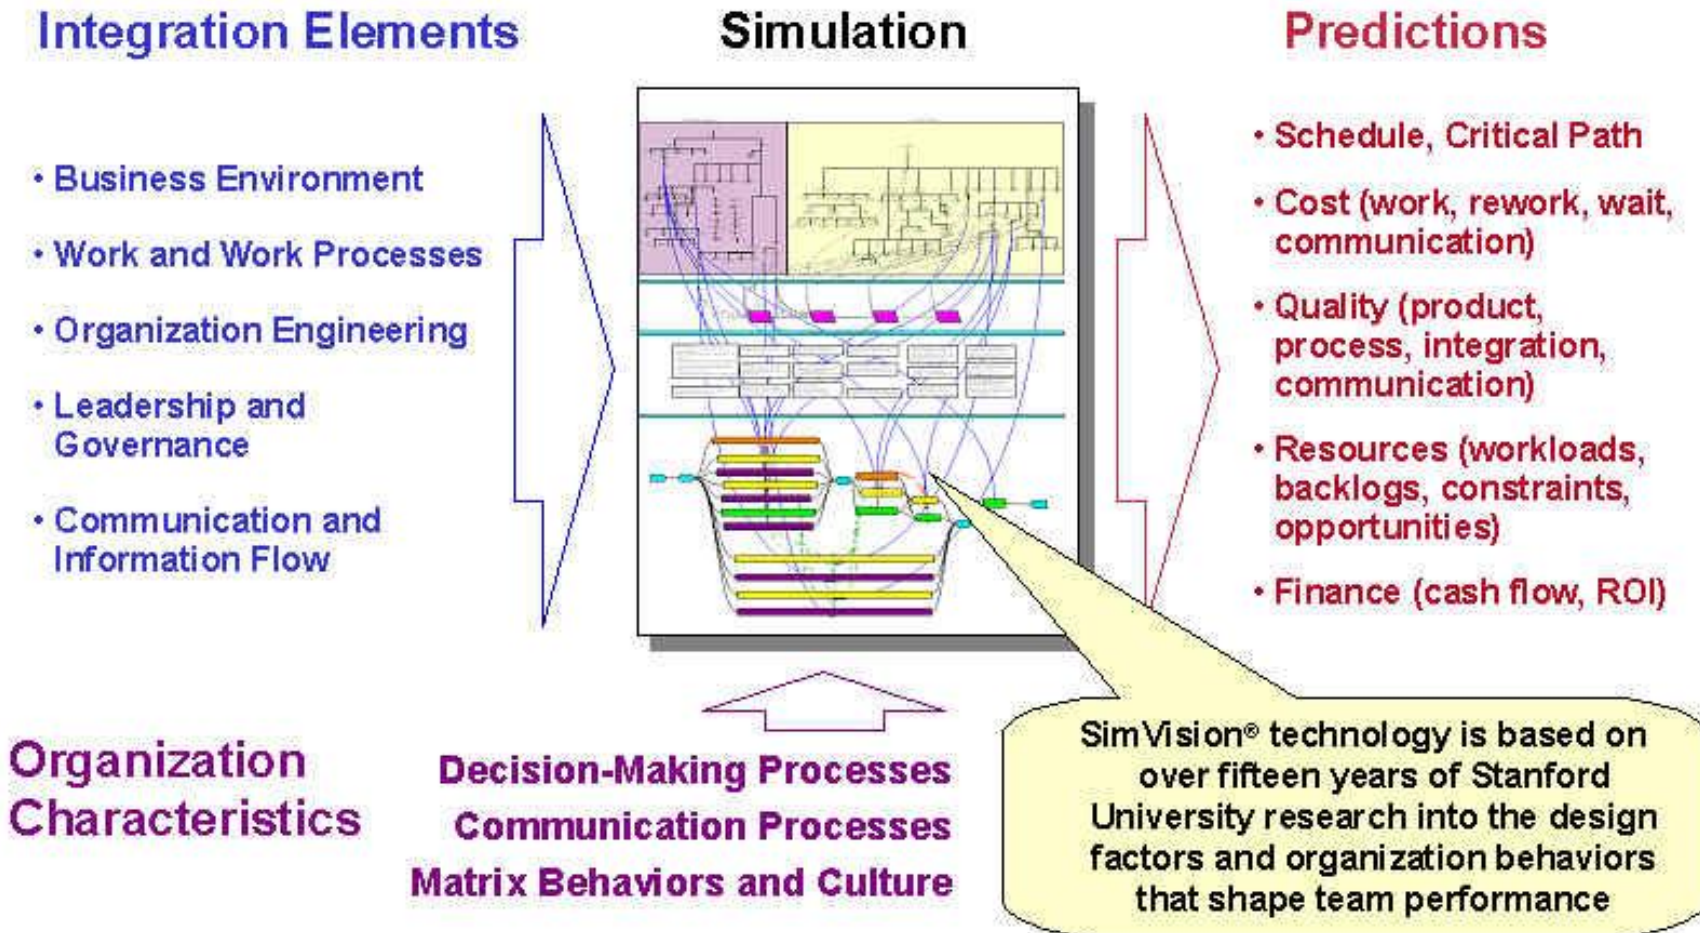 Integration Elements
• Business Environment
• Work and Work Processes
• Organization Engineering
• Leadership and
Governance
• Communication and
Information Flow
Simulation
Predictions
• Schedule, Critical Path
• Cost (work, rework, wait,
communication)
• Quality (product,
process, integration,
communication)
• Resources (workloads,
backlogs, constraints,
opportunities)
• Finance (cash flow, ROI)
Organization
Characteristics
Decision-Making Processes
Communication Processes
Matrix Behaviors and Culture
SimVision® technology is based on
over fifteen years of Stanford
University research into the design
factors and organization behaviors
that shape team performance